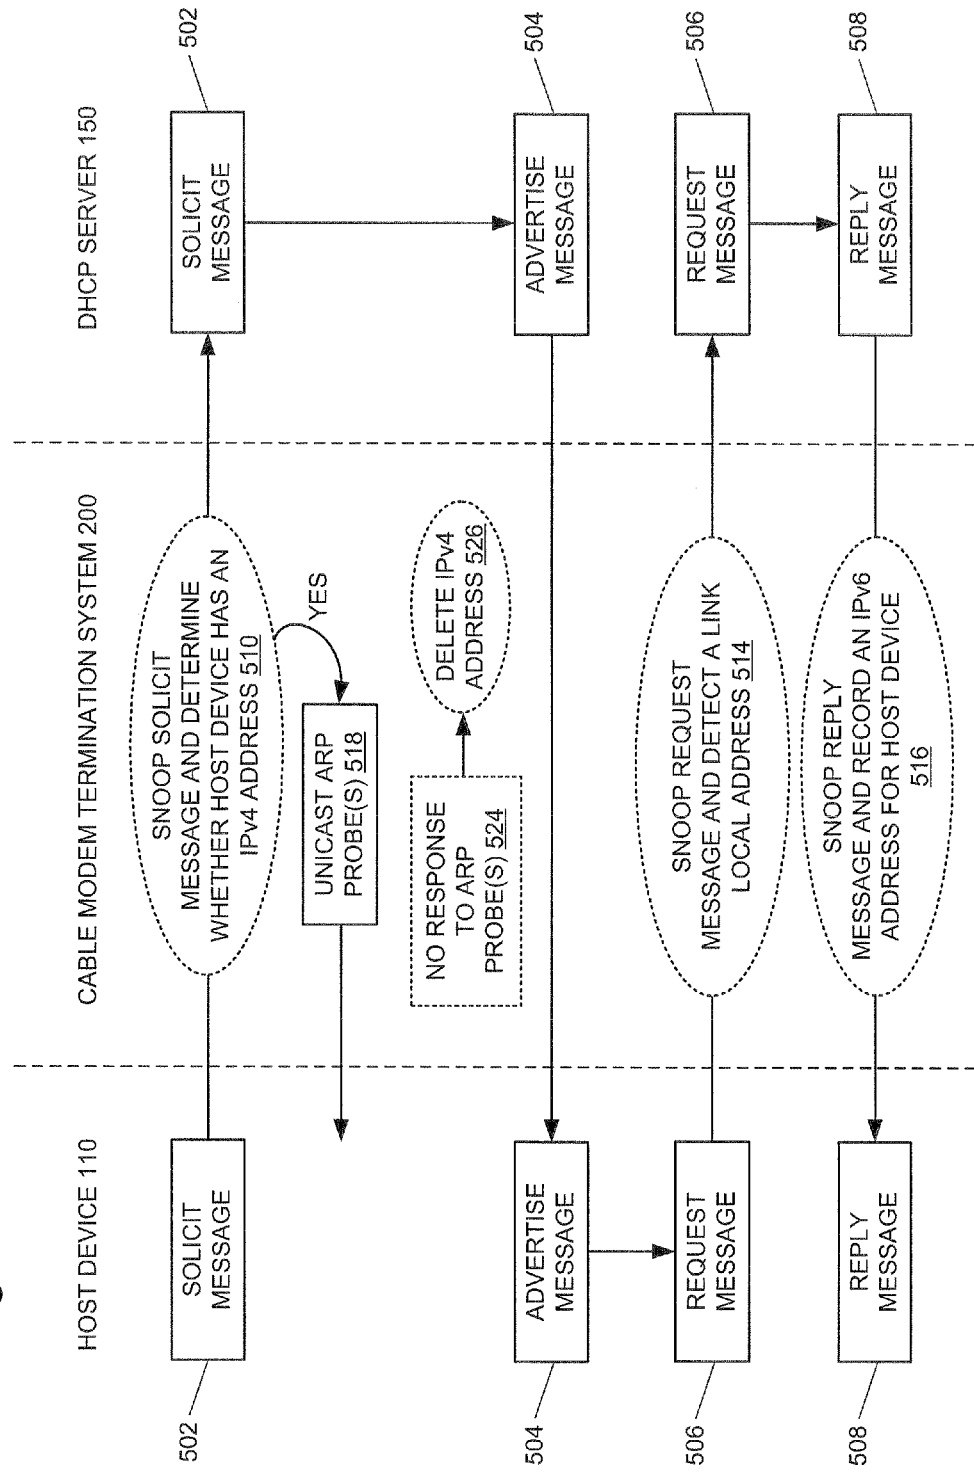 HOST DEVICE 110
CABLE MODEM TERMINATION SYSTEM 200
DHCP SERVER 150
502
SOLICIT
MESSAGE
SNOOP SOLICIT
MESSAGE AND DETERMINE
WHETHER HOST DEVICE HAS AN
IPv4 ADDRESS 510
SOLICIT
MESSAGE
502
YES
UNICAST ARP
PROBE(S) 518
NO RESPONSE
TO ARP
PROBE(S) 524
DELETE IPv4
ADDRESS 526
504
ADVERTISE
MESSAGE
ADVERTISE
MESSAGE
504
506
REQUEST
MESSAGE
SNOOP REQUEST
MESSAGE AND DETECT A LINK
LOCAL ADDRESS 514
REQUEST
MESSAGE
506
508
REPLY
MESSAGE
SNOOP REPLY
MESSAGE AND RECORD AN IPv6
ADDRESS FOR HOST DEVICE
516
REPLY
MESSAGE
508